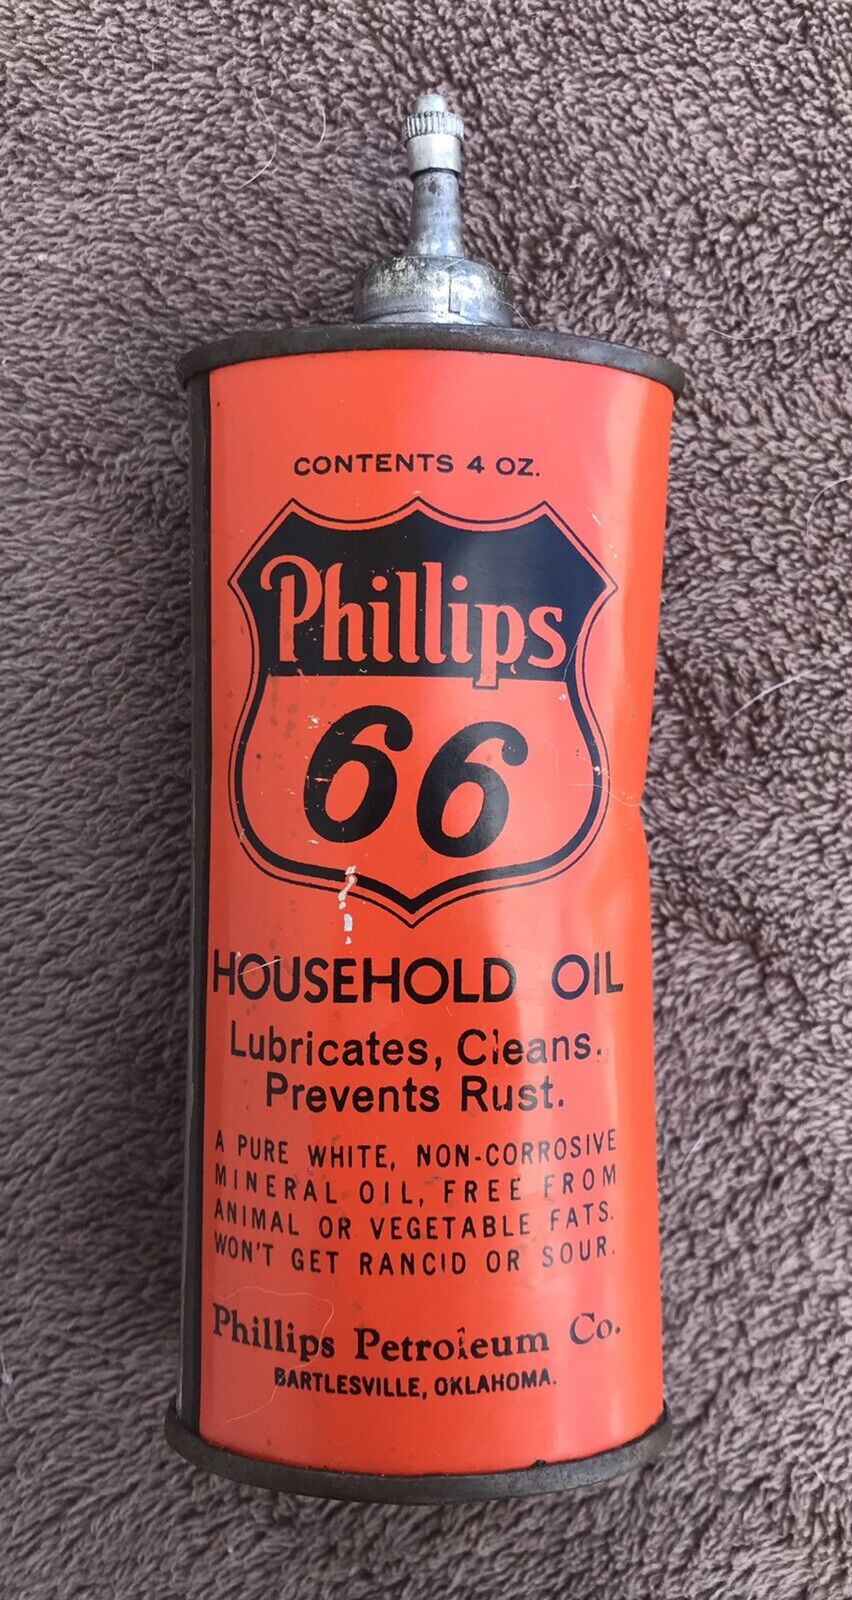 CONTENTS 4 OZ.
Phillips
66
HOUSEHOLD OIL
Lubricates, Cleans.
Prevents Rust.
A PURE WHITE, NON-CORROSIVE
MINERAL OIL, FREE FROM
ANIMAL OR VEGETABLE FATS.
WON'T GET RANCID OR SOUR.
Phillips Petroleum Co.
BARTLESVILLE, OKLAHOMA.